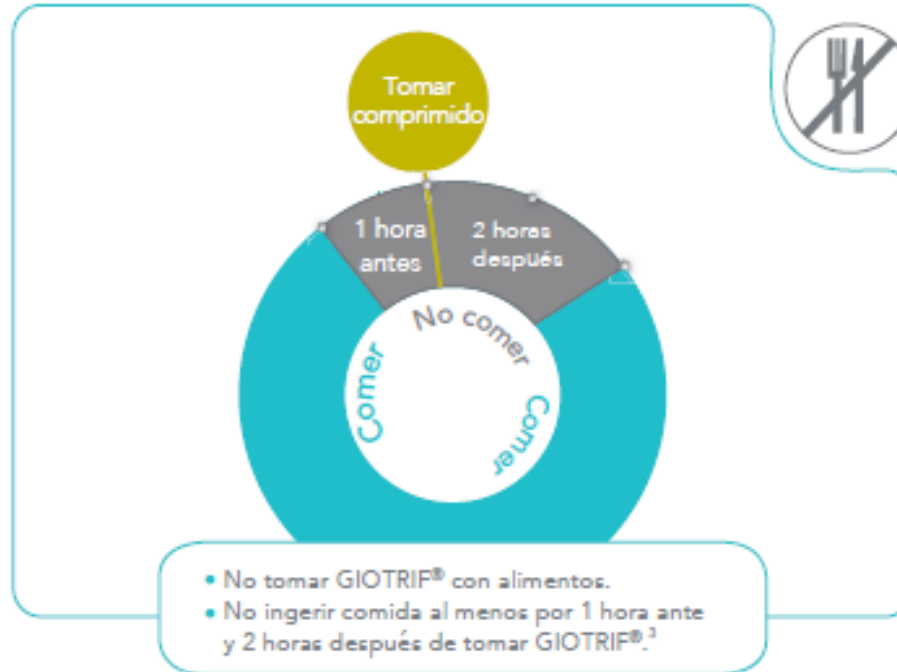 Tomar
comprimido
1 hora
antes
2 horas
después
No comer
Comer
Comer
• No tomar GIOTRIF® con alimentos.
• No ingerir comida al menos por 1 hora ante
y 2 horas después de tomar GIOTRIF®.³